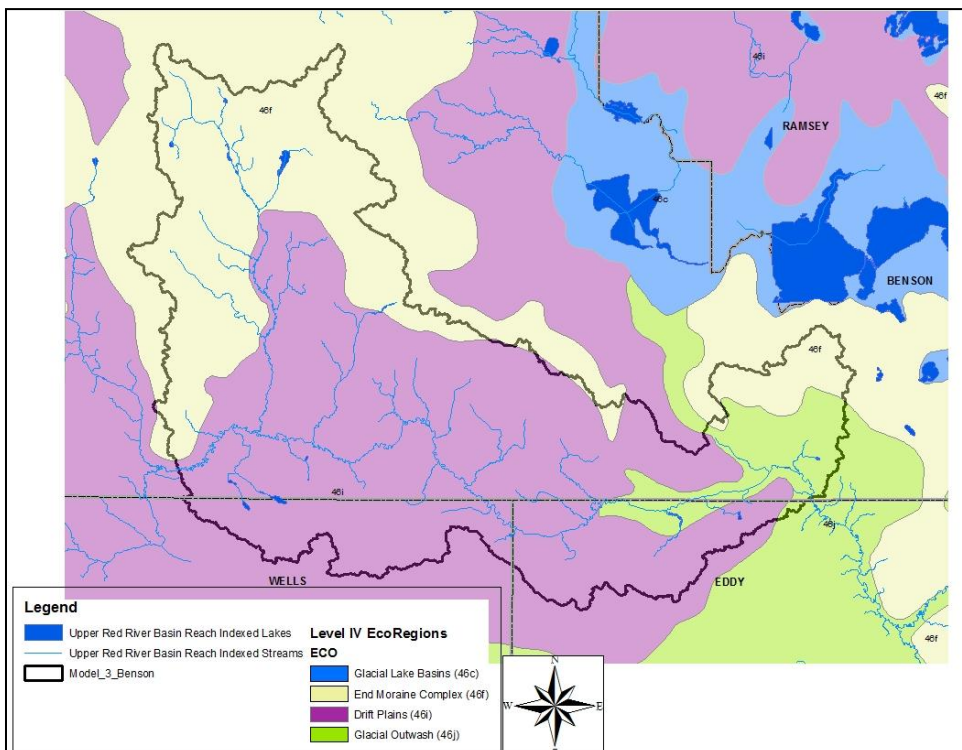 46i
46f
46f
RAMSEY
46c
BENSON
46f
46i
46j
WELLS
EDDY
46f
Legend
Upper Red River Basin Reach Indexed Lakes
Upper Red River Basin Reach Indexed Streams
Model_3_Benson
Level IV EcoRegions
ECO
Glacial Lake Basins (46c)
End Moraine Complex (46f)
Drift Plains (46i)
Glacial Outwash (46j)
N
W
E